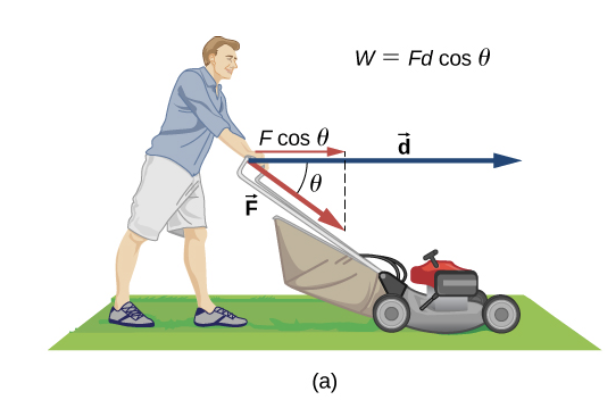 W = Fd cos θ
F cos θ
d⃗
θ
F⃗
(a)